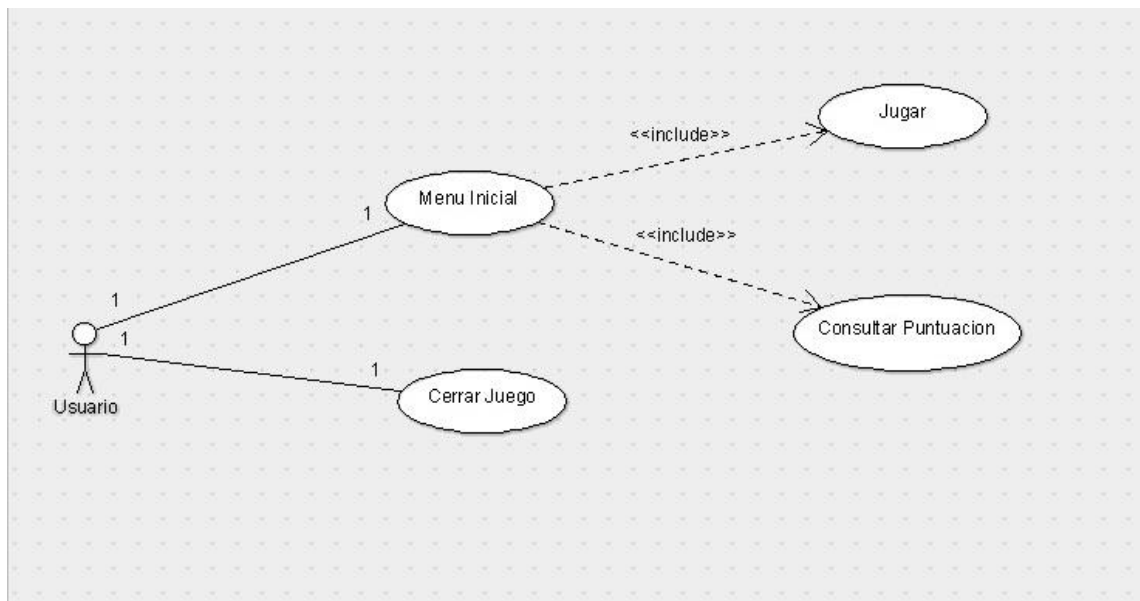 Jugar
<<include>>
Menu Inicial
1
<<include>>
1
Consultar Puntuacion
1
1
Cerrar Juego
Usuario